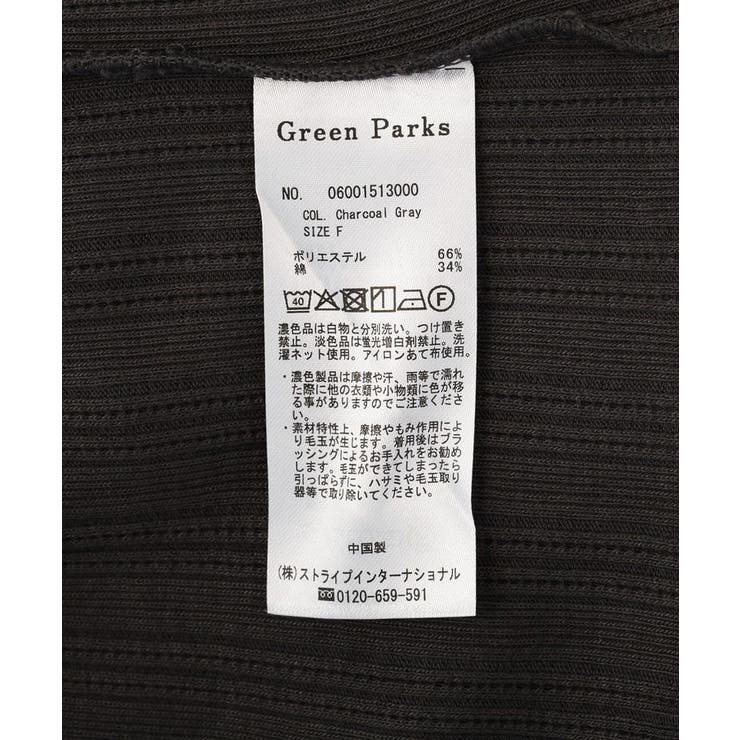 Green Parks
NO. 06001513000
COL. Charcoal Gray
SIZE F
ポリエステル 66%
綿 34%
40 F
濃色品は白物と分別洗い。つけ置き
禁止。淡色品は蛍光増白剤禁止。洗
濯ネット使用。アイロンあて布使用。
・濃色製品は摩擦や汗、雨等で濡れ
た際に他の衣類や小物類に色が移
る事がありますのでご注意くださ
い。
・素材特性上、摩擦やもみ作用によ
り毛玉が生じます。着用後はブラ
ッシングによるお手入れをお勧め
します。毛玉ができてしまったら
引っぱらずに、ハサミや毛玉取り
器等で取り除いてください。
中国製
(株)ストライプインターナショナル
0120-659-591